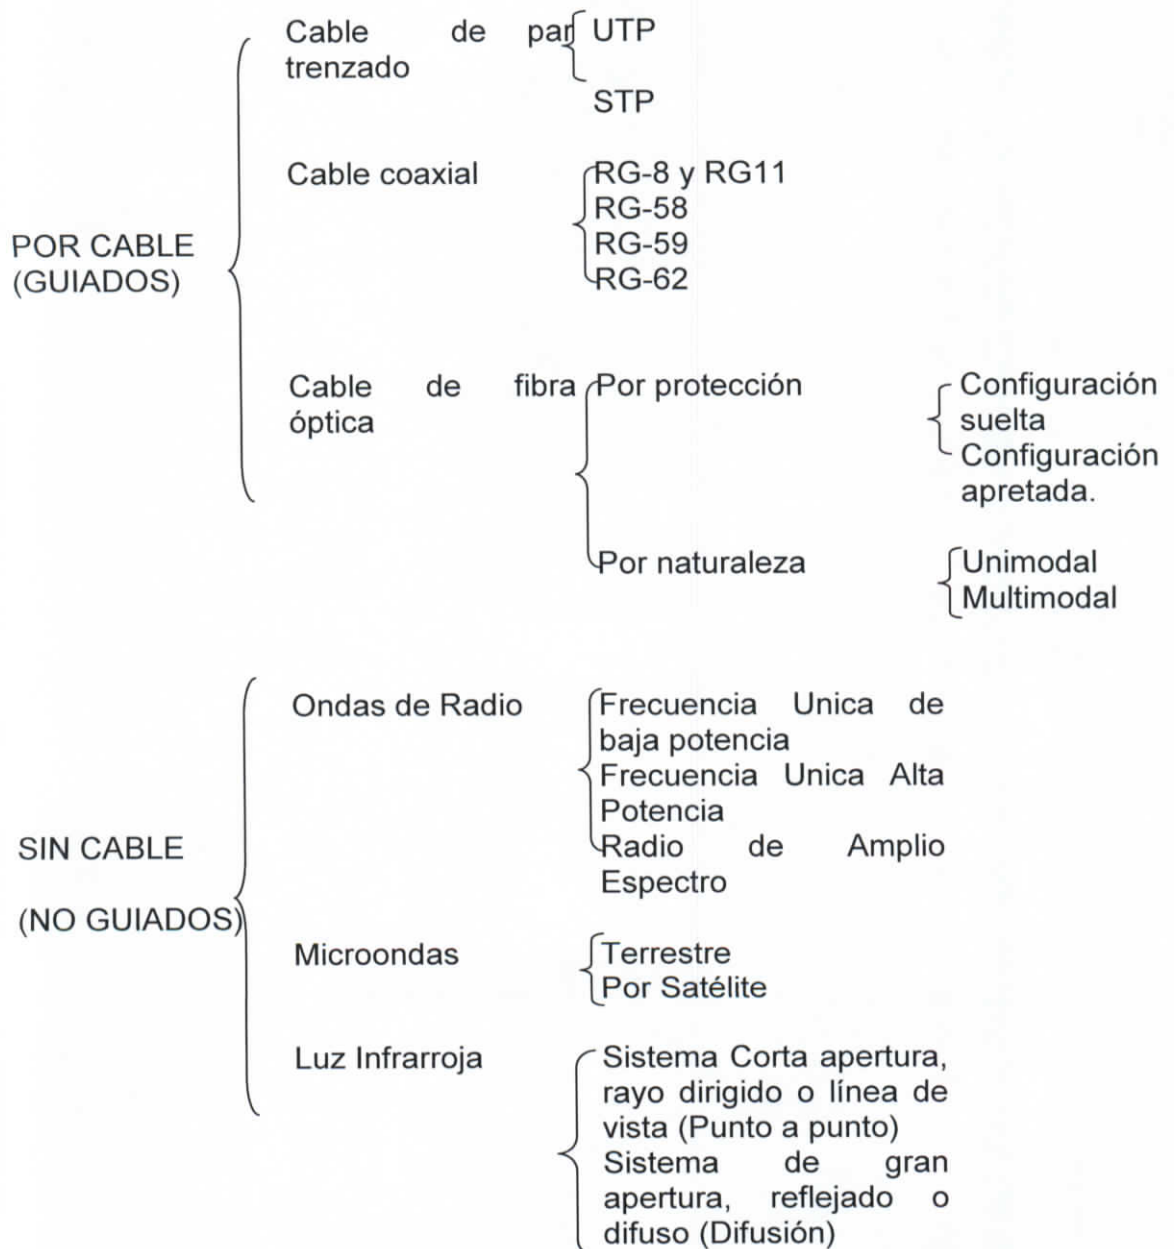 Cable de par
trenzado
UTP
STP
Cable coaxial
RG-8 y RG11
RG-58
RG-59
RG-62
POR CABLE
(GUIADOS)
Cable de fibra
óptica
Por protección
Configuración
suelta
Configuración
apretada.
Por naturaleza
Unimodal
Multimodal
Ondas de Radio
Frecuencia Unica de
baja potencia
Frecuencia Unica Alta
Potencia
Radio de Amplio
Espectro
SIN CABLE
(NO GUIADOS)
Microondas
Terrestre
Por Satélite
Luz Infrarroja
Sistema Corta apertura,
rayo dirigido o línea de
vista (Punto a punto)
Sistema de gran
apertura, reflejado o
difuso (Difusión)